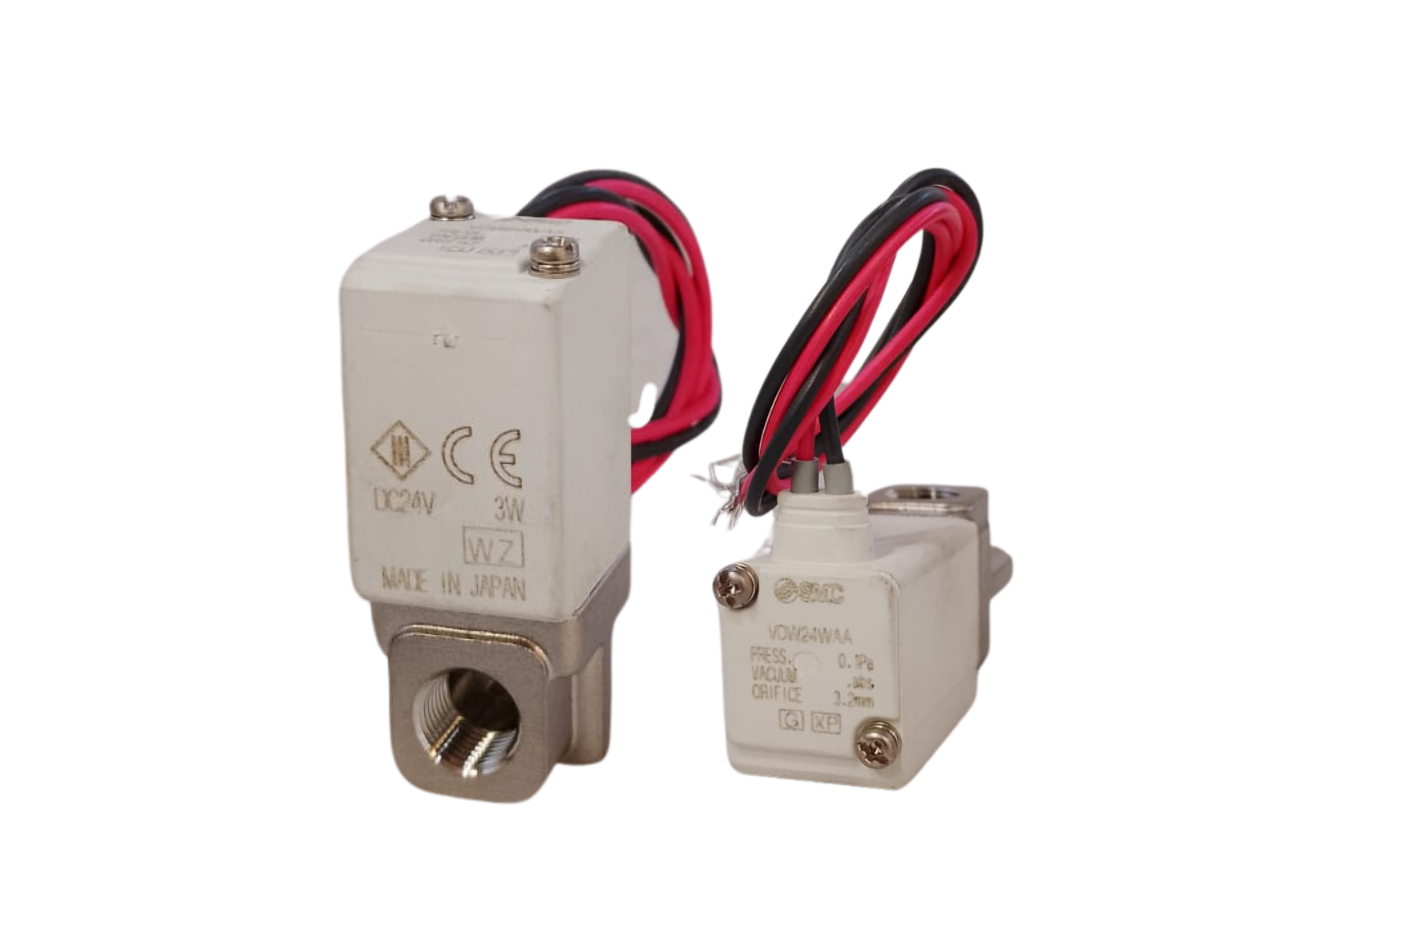 CE
DC24V 3W
WZ
MADE IN JAPAN
SMC
VDW24WAA
PRESS. 0.1Pa
VACUUM .abs
ORIFICE 3.2mm
G XP